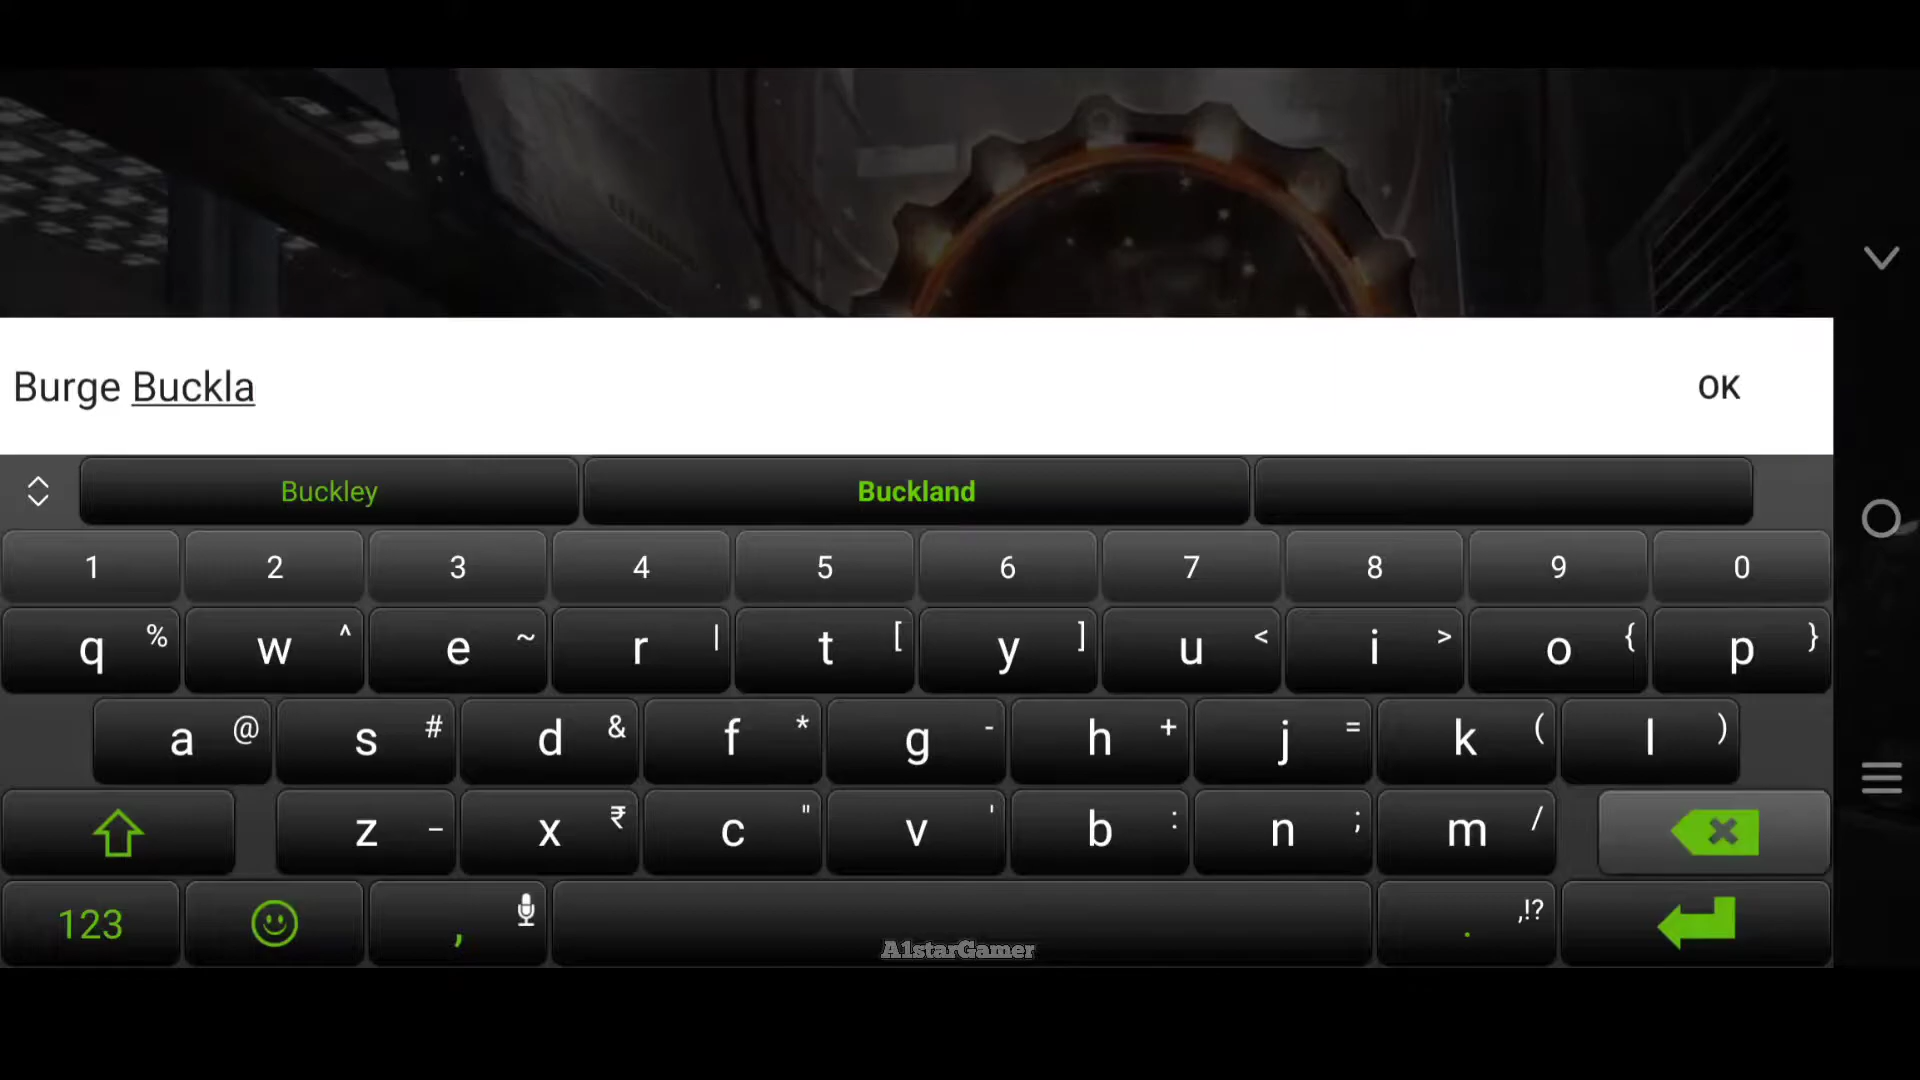 Burge Buckla
OK
Buckley Buckland
1 2 3 4 5 6 7 8 9 0
q % w ^ e ~ r | t [ y ] u < i > o { p }
a @ s # d & f * g - h + j = k ( l )
z _ x ₹ c " v ' b : n ; m /
123 , . ,!?
A1starGamer